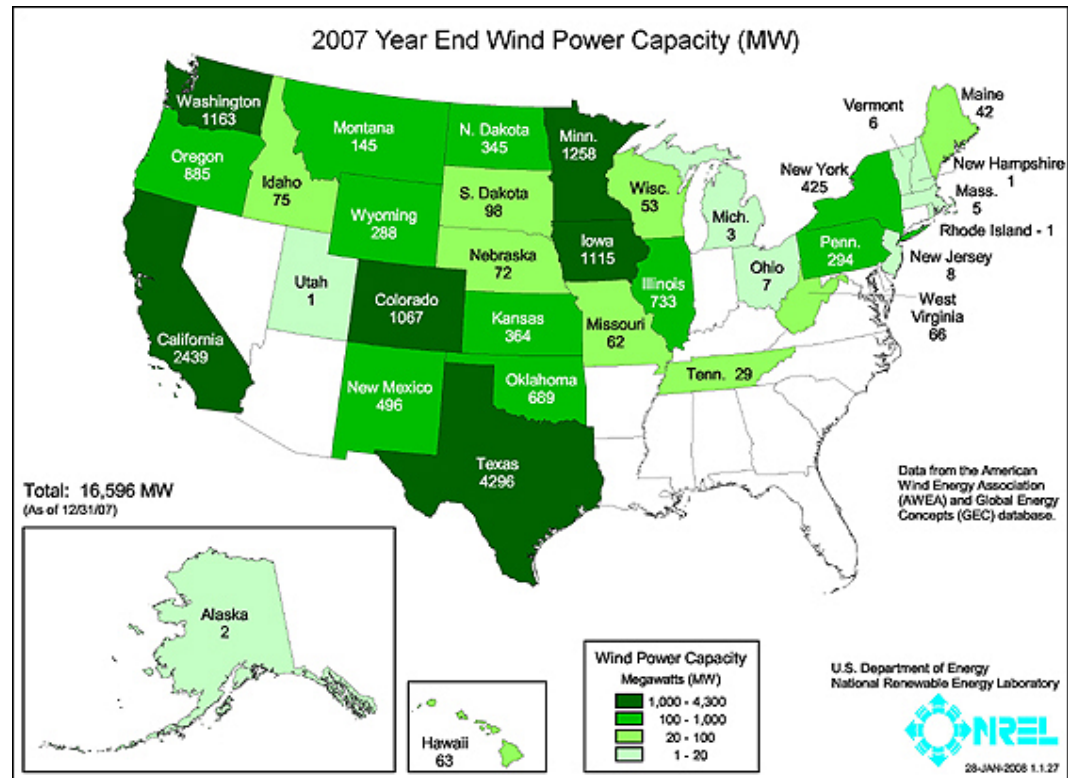 2007 Year End Wind Power Capacity (MW)
Washington
1163
Oregon
885
California
2439
Idaho
75
Montana
145
Wyoming
288
Utah
1
Colorado
1067
New Mexico
496
N. Dakota
345
S. Dakota
98
Nebraska
72
Kansas
364
Oklahoma
689
Texas
4296
Minn.
1258
Iowa
1115
Missouri
62
Wisc.
53
Illinois
733
Mich.
3
Ohio
7
Tenn. 29
New York
425
Penn.
294
Vermont
6
Maine
42
New Hampshire
1
Mass.
5
Rhode Island - 1
New Jersey
8
West
Virginia
66
Total: 16,596 MW
(As of 12/31/07)
Data from the American
Wind Energy Association
(AWEA) and Global Energy
Concepts (GEC) database.
Alaska
2
Hawaii
63
Wind Power Capacity
Megawatts (MW)
1,000 - 4,300
100 - 1,000
20 - 100
1 - 20
U.S. Department of Energy
National Renewable Energy Laboratory
NREL
28-JAN-2008 1.1.27